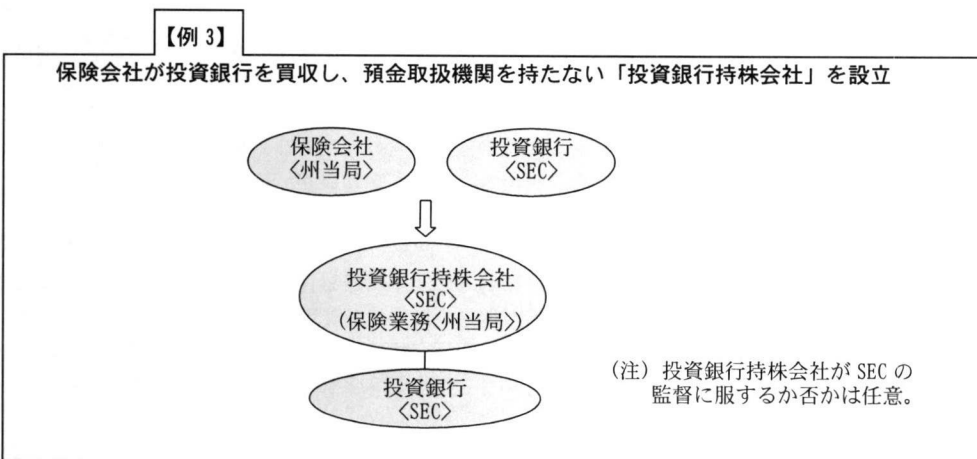 【例 3】
保険会社が投資銀行を買収し、預金取扱機関を持たない「投資銀行持株会社」を設立
保険会社
〈州当局〉
投資銀行
〈SEC〉
投資銀行持株会社
〈SEC〉
(保険業務〈州当局〉)
投資銀行
〈SEC〉
(注) 投資銀行持株会社が SEC の
監督に服するか否かは任意。